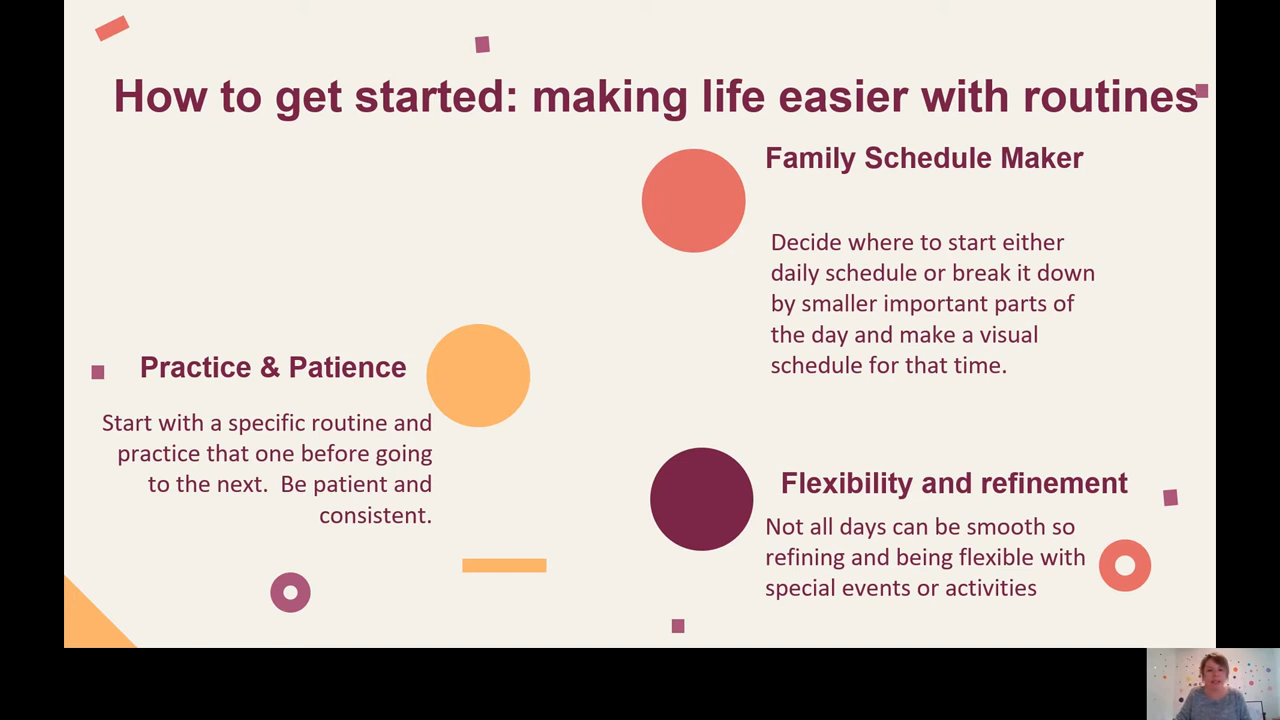 How to get started: making life easier with routines
Family Schedule Maker
Decide where to start either
daily schedule or break it down
by smaller important parts of
the day and make a visual
schedule for that time.
Practice & Patience
Start with a specific routine and
practice that one before going
to the next.  Be patient and
consistent.
Flexibility and refinement
Not all days can be smooth so
refining and being flexible with
special events or activities